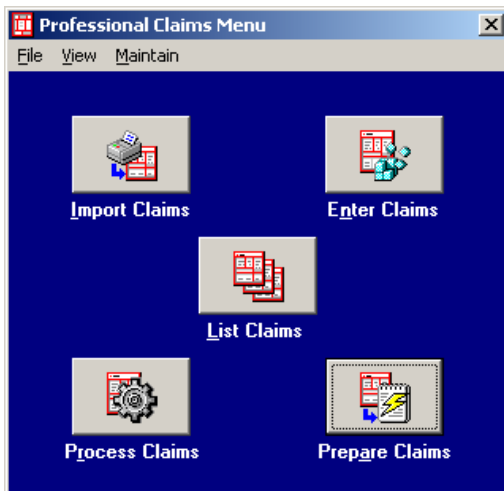 Professional Claims Menu
File View Maintain
Import Claims Enter Claims
List Claims
Process Claims Prepare Claims